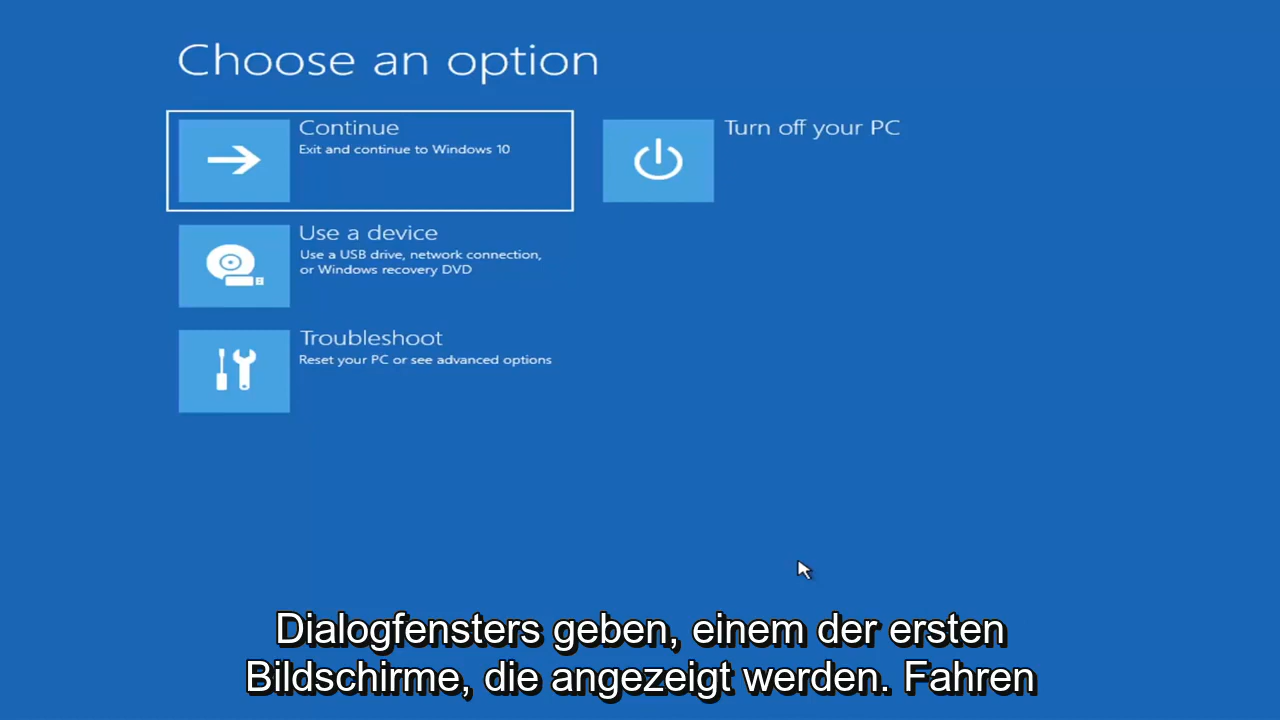 Choose an option
Continue
Exit and continue to Windows 10
Turn off your PC
Use a device
Use a USB drive, network connection,
or Windows recovery DVD
Troubleshoot
Reset your PC or see advanced options
Dialogfensters geben, einem der ersten
Bildschirme, die angezeigt werden. Fahren